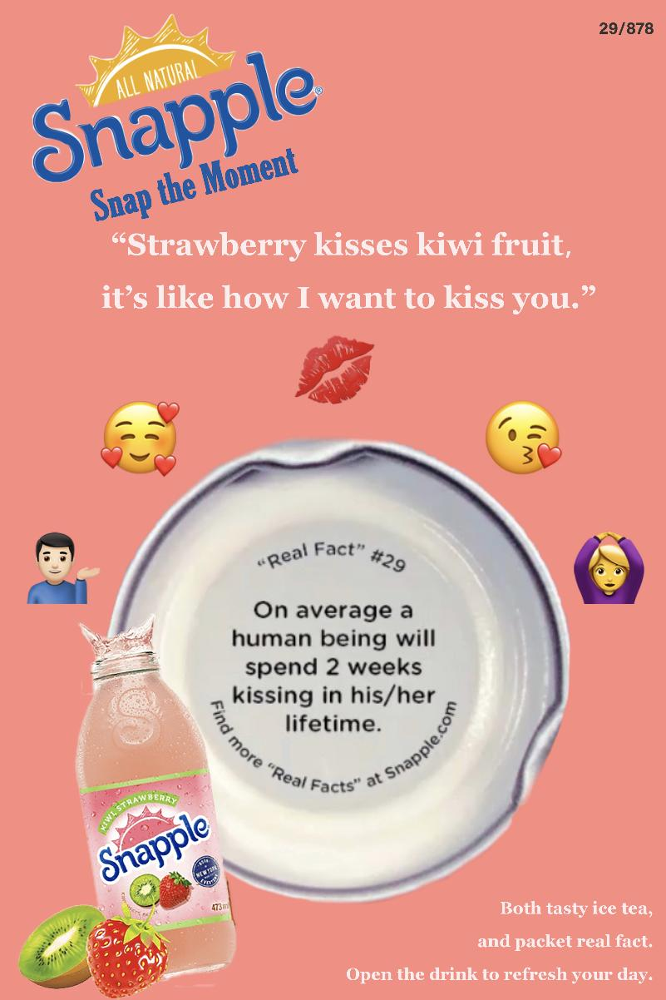 29/878
ALL NATURAL
Snapple®
Snap the Moment
“Strawberry kisses kiwi fruit,
it’s like how I want to kiss you.”
“Real Fact” #29
On average a
human being will
spend 2 weeks
kissing in his/her
lifetime.
Find more “Real Facts” at Snapple.com
KIWI STRAWBERRY
Snapple
NEW YORK
473 ml
Both tasty ice tea,
and packet real fact.
Open the drink to refresh your day.